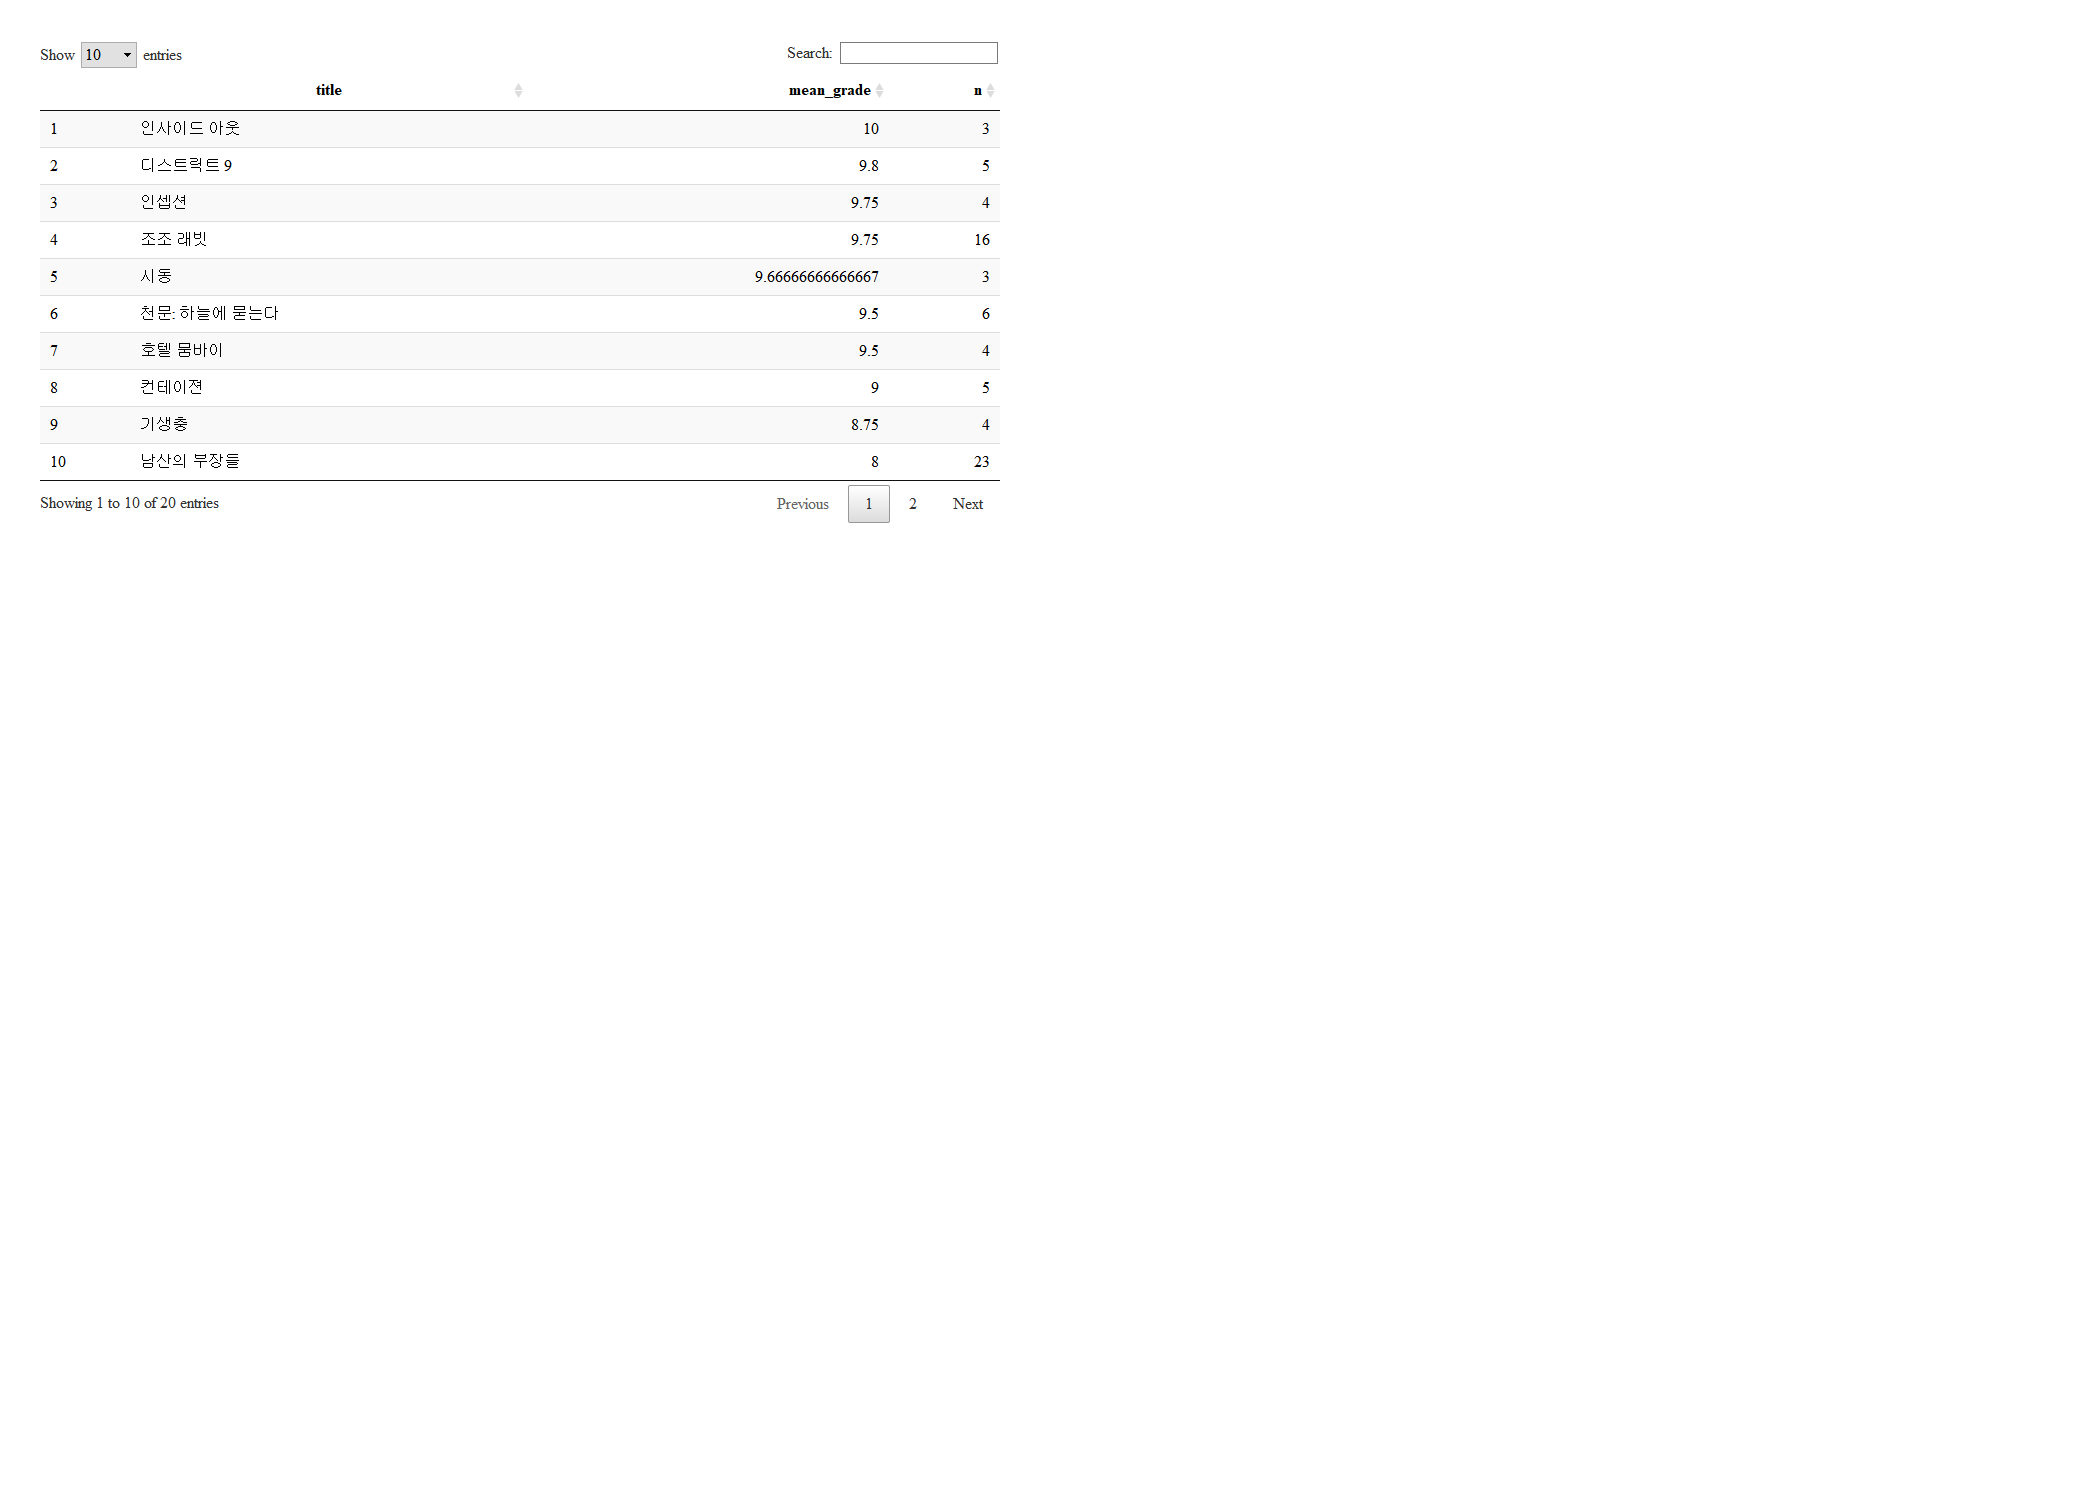 Show 10 entries Search:
title mean_grade n
1 인사이드 아웃 10 3
2 디스트릭트 9 9.8 5
3 인셉션 9.75 4
4 조조 래빗 9.75 16
5 시동 9.66666666666667 3
6 천문: 하늘에 묻는다 9.5 6
7 호텔 뭄바이 9.5 4
8 컨테이젼 9 5
9 기생충 8.75 4
10 남산의 부장들 8 23
Showing 1 to 10 of 20 entries Previous 1 2 Next